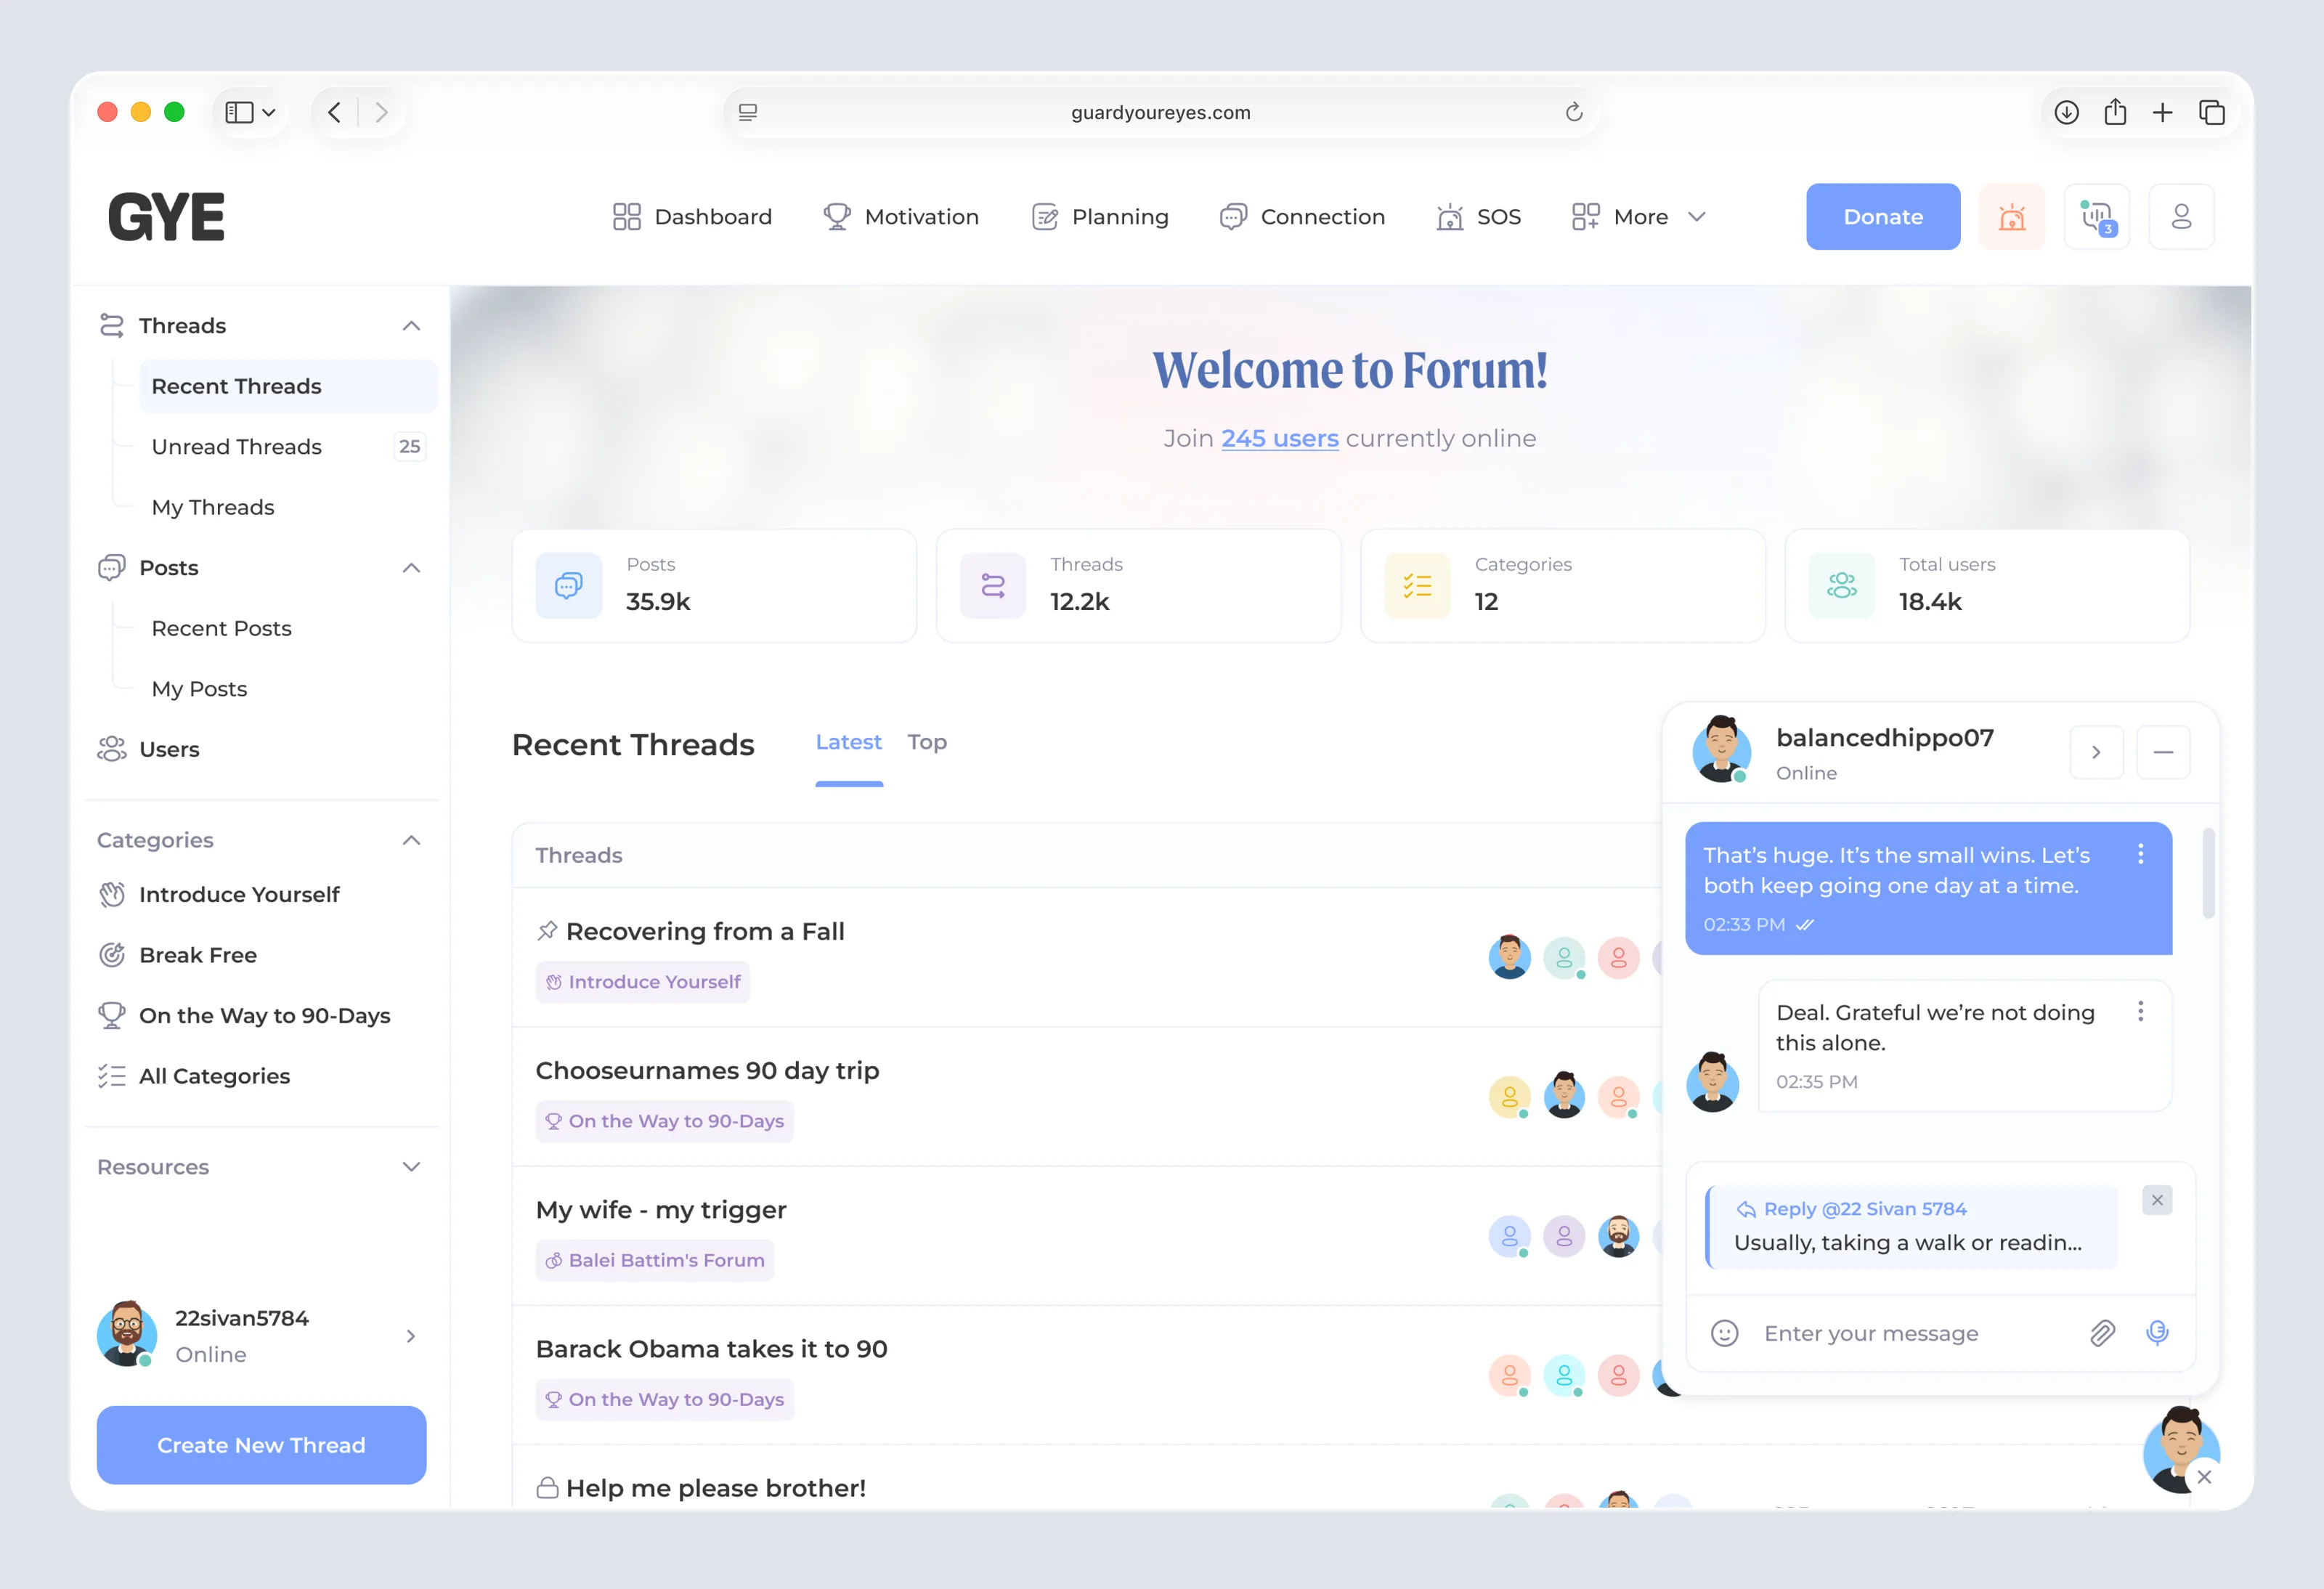 guardyoureyes.com
GYE
Dashboard
Motivation
Planning
Connection
SOS
More
Donate
3
Threads
Recent Threads
Unread Threads
25
My Threads
Posts
Recent Posts
My Posts
Users
Categories
Introduce Yourself
Break Free
On the Way to 90-Days
All Categories
Resources
22sivan5784
Online
Create New Thread
Welcome to Forum!
Join 245 users currently online
Posts
35.9k
Threads
12.2k
Categories
12
Total users
18.4k
Recent Threads
Latest
Top
Threads
Recovering from a Fall
Introduce Yourself
Chooseurnames 90 day trip
On the Way to 90-Days
My wife - my trigger
Balei Battim's Forum
Barack Obama takes it to 90
On the Way to 90-Days
Help me please brother!
balancedhippo07
Online
That’s huge. It’s the small wins. Let’s
both keep going one day at a time.
02:33 PM
Deal. Grateful we’re not doing
this alone.
02:35 PM
Reply @22 Sivan 5784
Usually, taking a walk or readin...
Enter your message